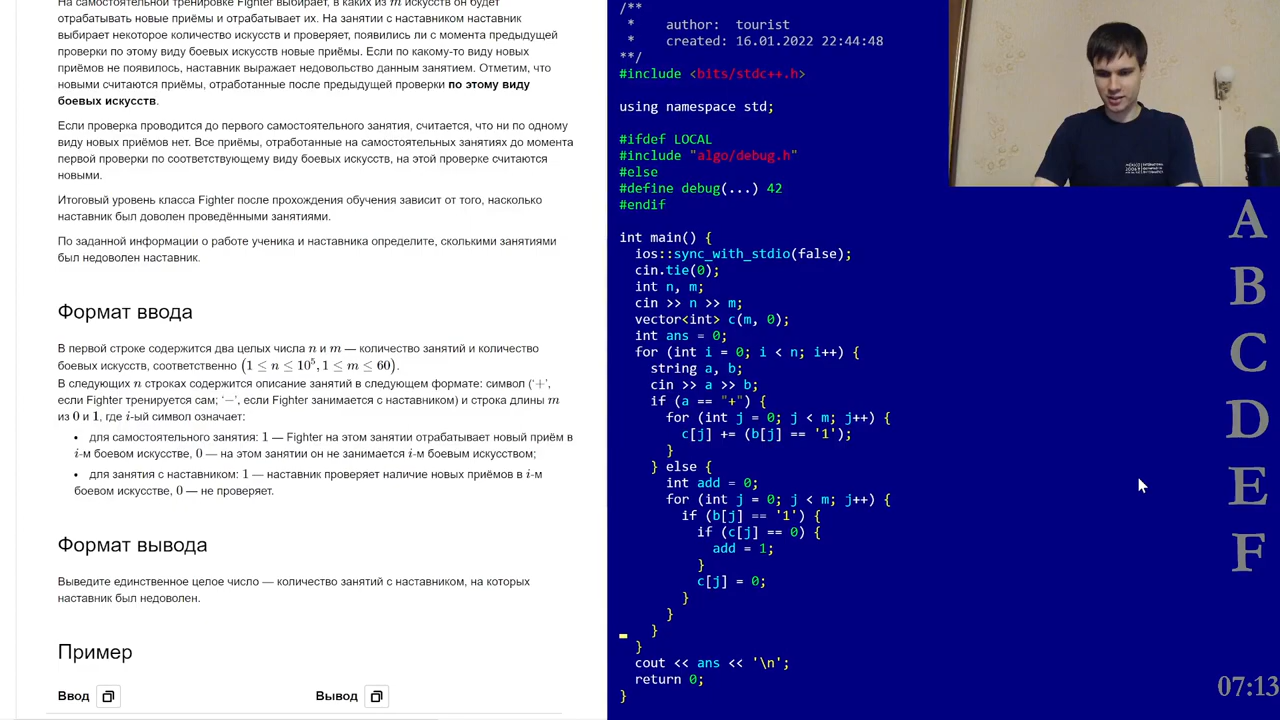 На самостоятельной тренировке Fighter выбирает, в каких из m искусств он будет
отрабатывать новые приёмы и отрабатывает их. На занятии с наставником наставник
выбирает некоторое количество искусств и проверяет, появились ли с момента предыдущей
проверки по этому виду боевых искусств новые приёмы. Если по какому-то виду новых
приёмов не появилось, наставник выражает недовольство данным занятием. Отметим, что
новыми считаются приёмы, отработанные после предыдущей проверки по этому виду
боевых искусств.
Если проверка проводится до первого самостоятельного занятия, считается, что ни по одному
виду новых приёмов нет. Все приёмы, отработанные на самостоятельных занятиях до момента
первой проверки по соответствующему виду боевых искусств, на этой проверке считаются
новыми.
Итоговый уровень класса Fighter после прохождения обучения зависит от того, насколько
наставник был доволен проведёнными занятиями.
По заданной информации о работе ученика и наставника определите, сколькими занятиями
был недоволен наставник.
Формат ввода
В первой строке содержится два целых числа n и m — количество занятий и количество
боевых искусств, соответственно (1 ≤ n ≤ 10^5, 1 ≤ m ≤ 60).
В следующих n строках содержится описание занятий в следующем формате: символ ('+',
если Fighter тренируется сам; '−', если Fighter занимается с наставником) и строка длины m
из 0 и 1, где i-ый символ означает:
• для самостоятельного занятия: 1 — Fighter на этом занятии отрабатывает новый приём в
i-м боевом искусстве, 0 — на этом занятии он не занимается i-м боевым искусством;
• для занятия с наставником: 1 — наставник проверяет наличие новых приёмов в i-м
боевом искусстве, 0 — не проверяет.
Формат вывода
Выведите единственное целое число — количество занятий с наставником, на которых
наставник был недоволен.
Пример
Ввод
Вывод
/**
 *    author:  tourist
 *    created: 16.01.2022 22:44:48
**/
#include <bits/stdc++.h>
using namespace std;
#ifdef LOCAL
#include "algo/debug.h"
#else
#define debug(...) 42
#endif
int main() {
  ios::sync_with_stdio(false);
  cin.tie(0);
  int n, m;
  cin >> n >> m;
  vector<int> c(m, 0);
  int ans = 0;
  for (int i = 0; i < n; i++) {
    string a, b;
    cin >> a >> b;
    if (a == "+") {
      for (int j = 0; j < m; j++) {
        c[j] += (b[j] == '1');
      }
    } else {
      int add = 0;
      for (int j = 0; j < m; j++) {
        if (b[j] == '1') {
          if (c[j] == 0) {
            add = 1;
          }
          c[j] = 0;
        }
      }
    }
  }
  cout << ans << '\n';
  return 0;
}
A
B
C
D
E
F
07:13